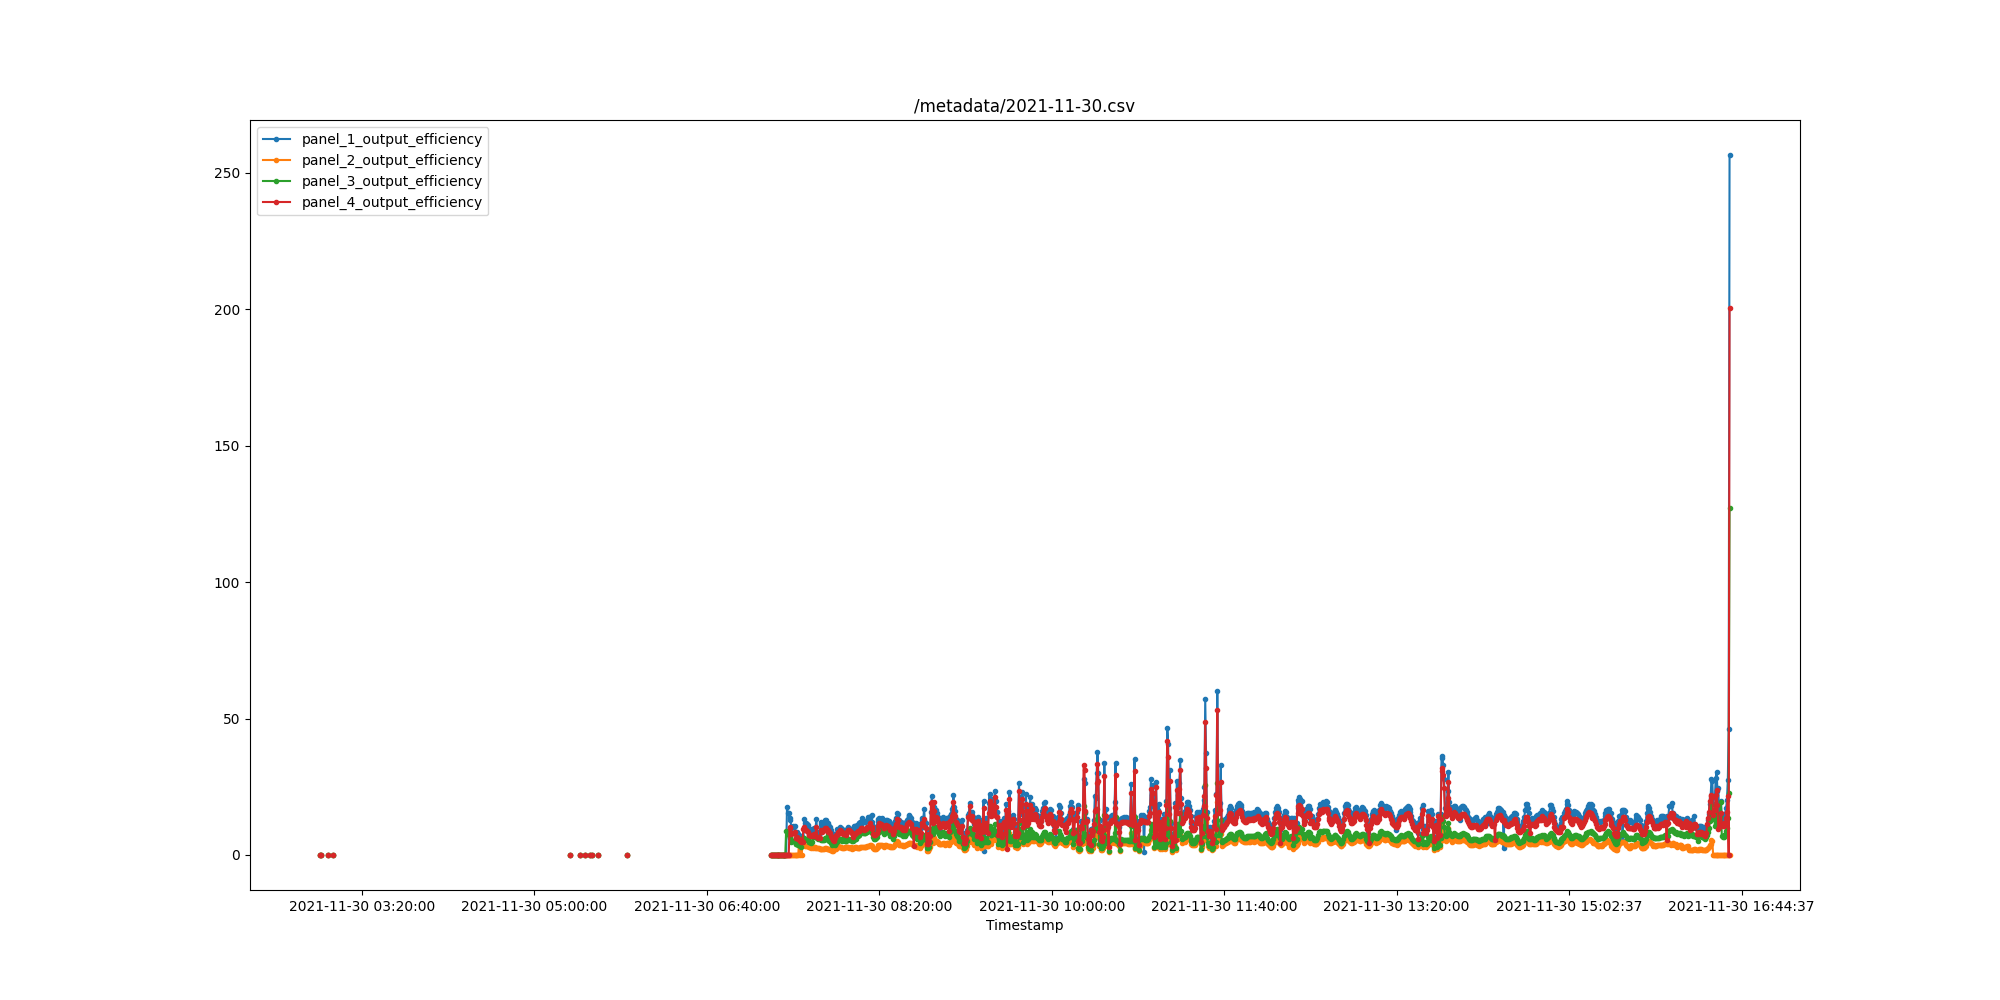 /metadata/2021-11-30.csv
panel_1_output_efficiency
panel_2_output_efficiency
panel_3_output_efficiency
panel_4_output_efficiency
250
200
150
100
50
0
2021-11-30 03:20:00 2021-11-30 05:00:00 2021-11-30 06:40:00 2021-11-30 08:20:00 2021-11-30 10:00:00 2021-11-30 11:40:00 2021-11-30 13:20:00 2021-11-30 15:02:37 2021-11-30 16:44:37
Timestamp